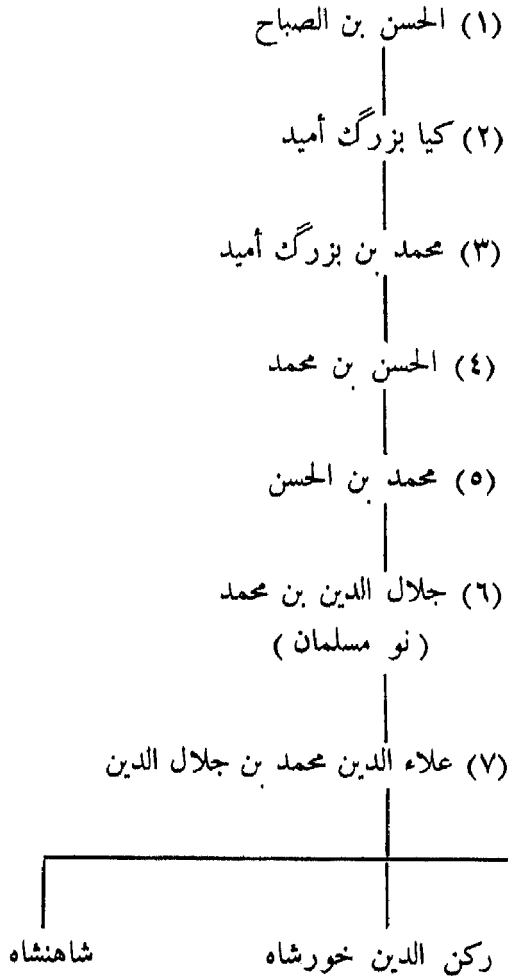 (١) الحسن بن الصباح
(٢) كيا بزرگ أميد
(٣) محمد بن بزرگ أميد
(٤) الحسن بن محمد
(٥) محمد بن الحسن
(٦) جلال الدين بن محمد
( نو مسلمان )
(٧) علاء الدين محمد بن جلال الدين
ركن الدين خورشاه شاهنشاه